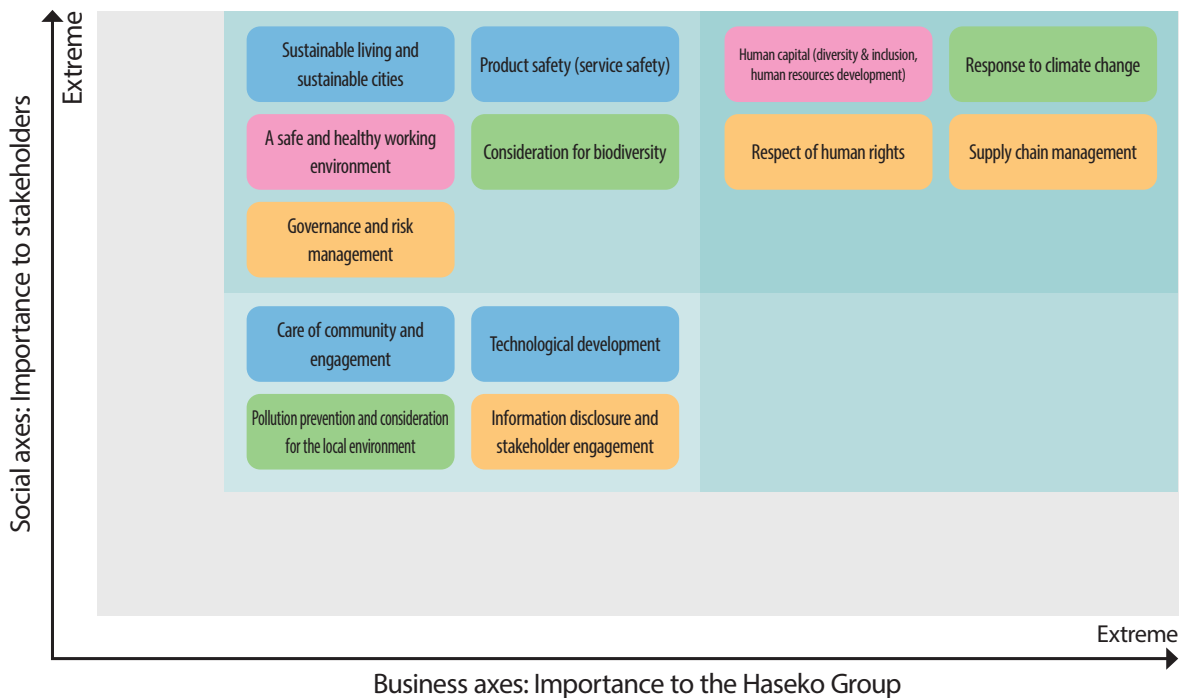 Social axes: Importance to stakeholders
Extreme
Sustainable living and
sustainable cities
Product safety (service safety)
Human capital (diversity & inclusion,
human resources development)
Response to climate change
A safe and healthy working
environment
Consideration for biodiversity
Respect of human rights
Supply chain management
Governance and risk
management
Care of community and
engagement
Technological development
Pollution prevention and consideration
for the local environment
Information disclosure and
stakeholder engagement
Extreme
Business axes: Importance to the Haseko Group